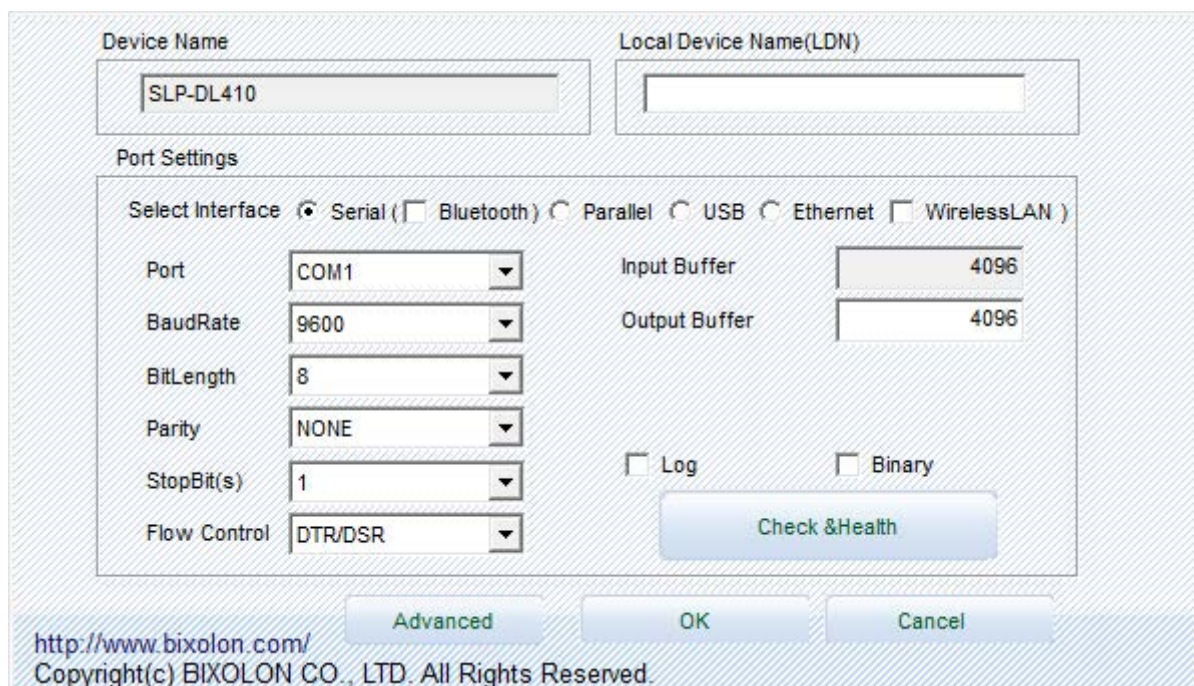 Device Name
Local Device Name(LDN)
SLP-DL410
Port Settings
Select Interface Serial ( Bluetooth ) Parallel USB Ethernet WirelessLAN )
Port COM1 Input Buffer 4096
BaudRate 9600 Output Buffer 4096
BitLength 8
Parity NONE
StopBit(s) 1 Log Binary
Flow Control DTR/DSR Check &Health
Advanced OK Cancel
http://www.bixolon.com/
Copyright(c) BIXOLON CO., LTD. All Rights Reserved.